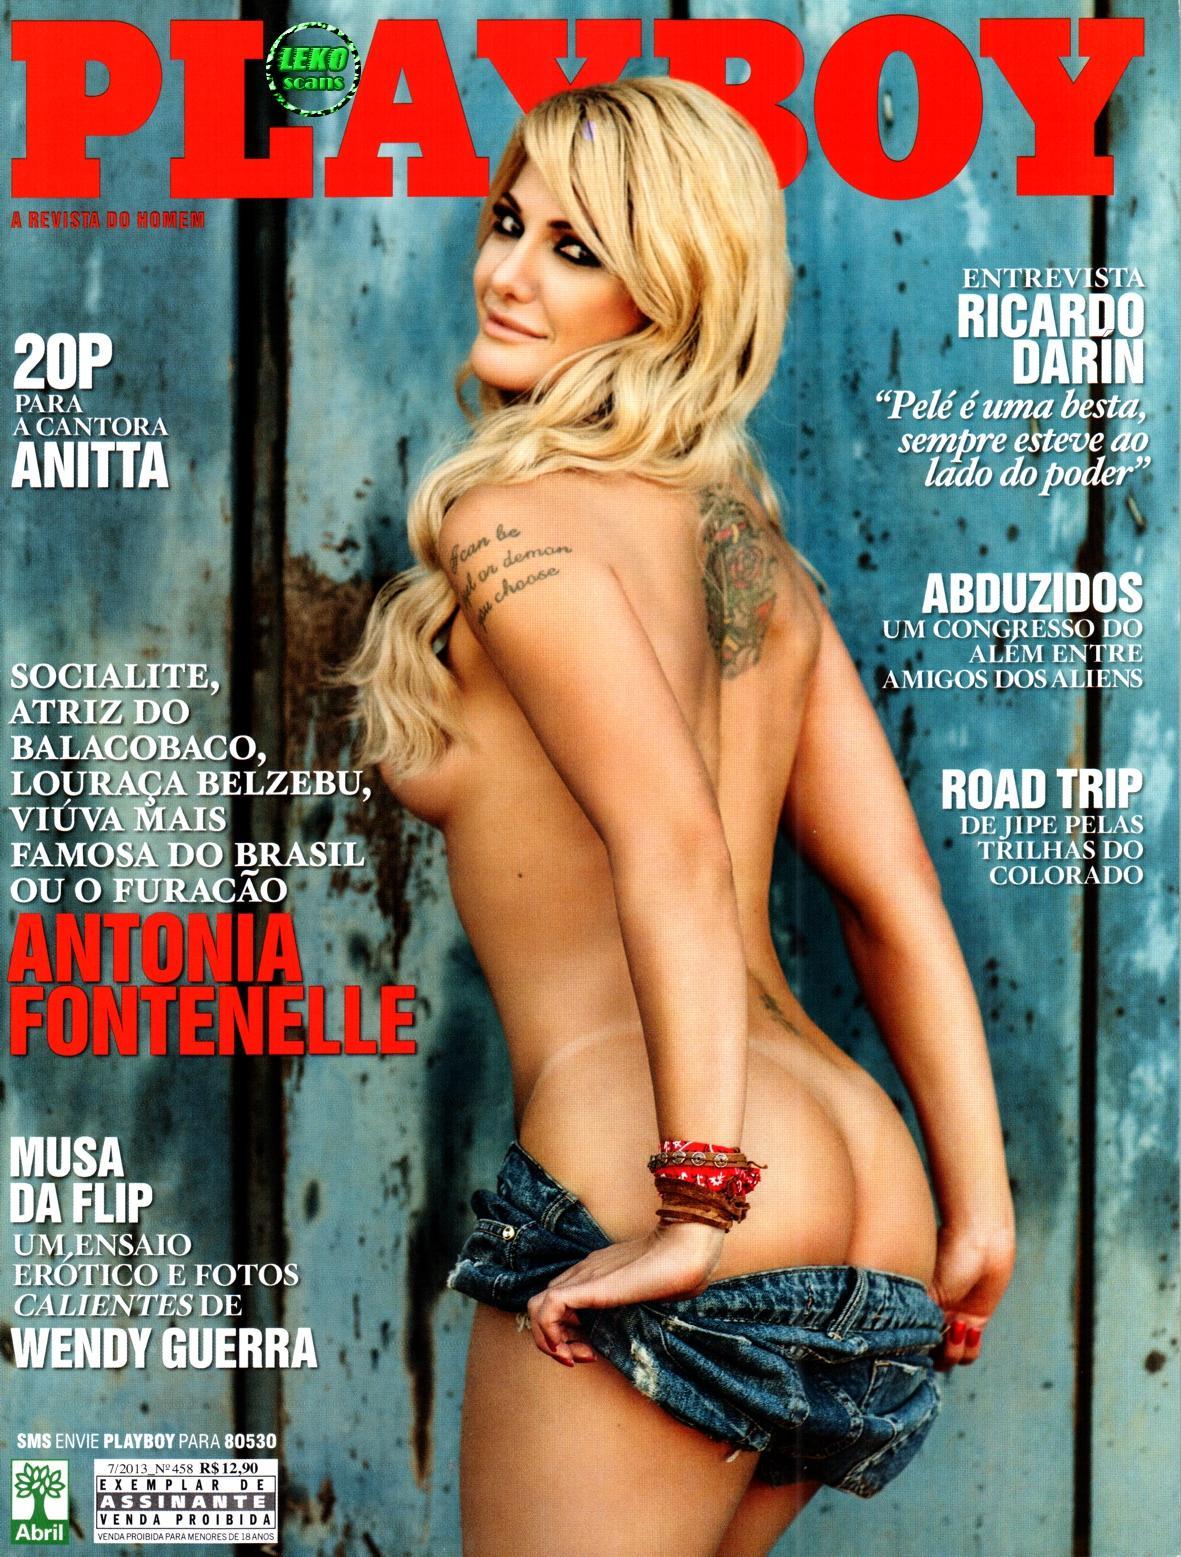 PLAYBOY
LEKO
scans
A REVISTA DO HOMEM
20P
PARA
A CANTORA
ANITTA
SOCIALITE,
ATRIZ DO
BALACOBACO,
LOURAÇA BELZEBU,
VIÚVA MAIS
FAMOSA DO BRASIL
OU O FURACÃO
ANTONIA
FONTENELLE
MUSA
DA FLIP
UM ENSAIO
ERÓTICO E FOTOS
CALIENTES DE
WENDY GUERRA
SMS ENVIE PLAYBOY PARA 80530
Abril
7/2013_Nº 458 R$ 12,90
EXEMPLAR DE
ASSINANTE
VENDA PROIBIDA
VENDA PROIBIDA PARA MENORES DE 18 ANOS
ENTREVISTA
RICARDO
DARÍN
“Pelé é uma besta,
sempre esteve ao
lado do poder”
ABDUZIDOS
UM CONGRESSO DO
ALÉM ENTRE
AMIGOS DOS ALIENS
ROAD TRIP
DE JIPE PELAS
TRILHAS DO
COLORADO
can be
or demon
choose